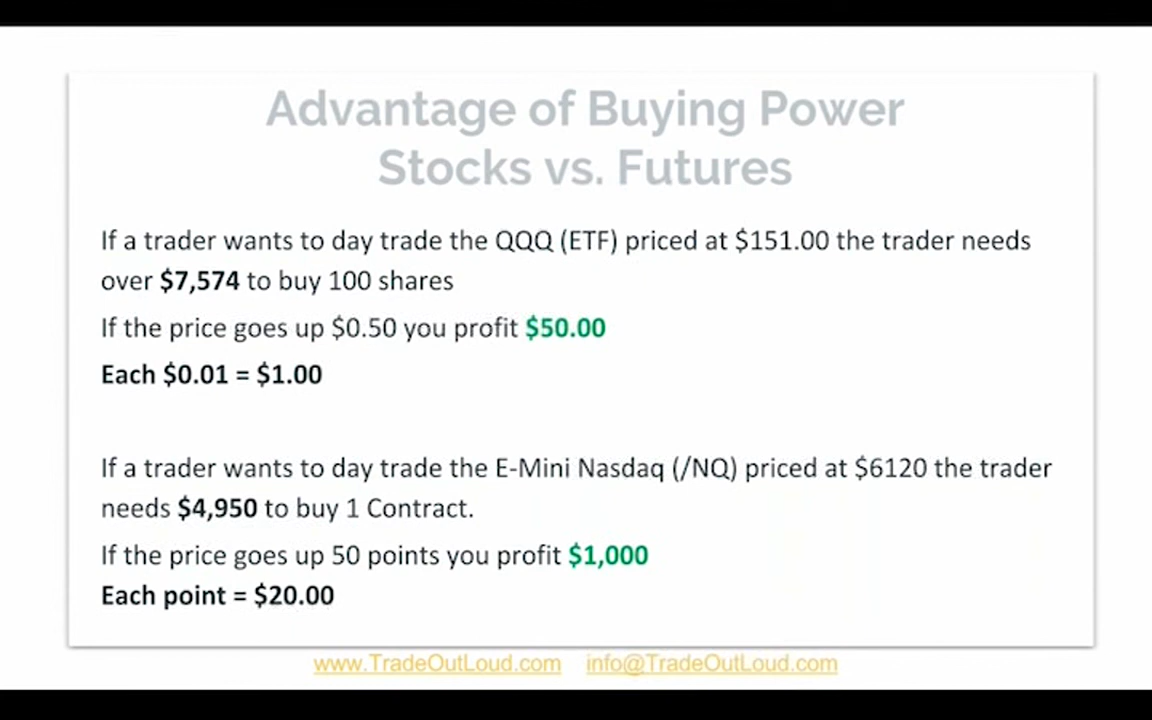 Advantage of Buying Power
Stocks vs. Futures
If a trader wants to day trade the QQQ (ETF) priced at $151.00 the trader needs
over $7,574 to buy 100 shares
If the price goes up $0.50 you profit $50.00
Each $0.01 = $1.00
If a trader wants to day trade the E-Mini Nasdaq (/NQ) priced at $6120 the trader
needs $4,950 to buy 1 Contract.
If the price goes up 50 points you profit $1,000
Each point = $20.00
www.TradeOutLoud.com info@TradeOutLoud.com